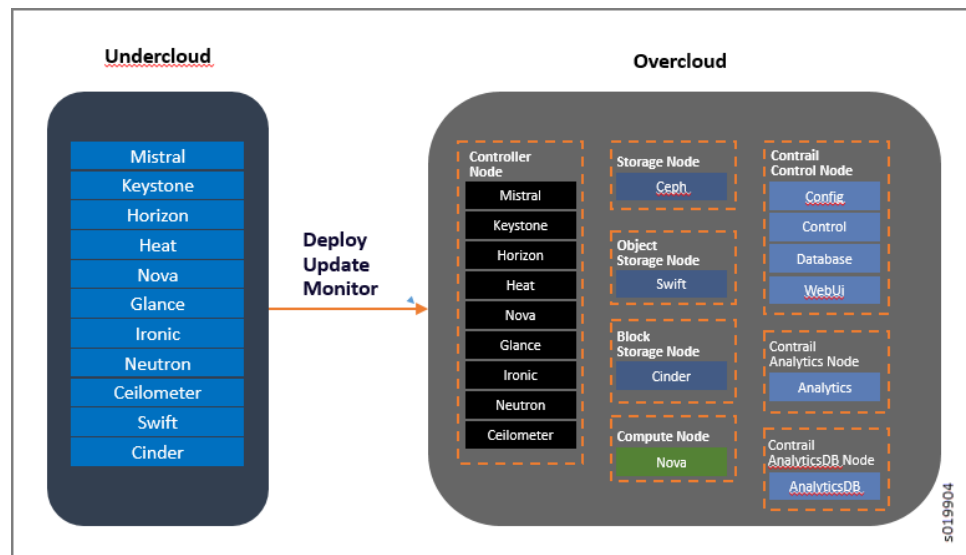 Undercloud
Mistral
Keystone
Horizon
Heat
Nova
Glance
Ironic
Neutron
Ceilometer
Swift
Cinder
Deploy
Update
Monitor
Overcloud
Controller
Node
Mistral
Keystone
Horizon
Heat
Nova
Glance
Ironic
Neutron
Ceilometer
Storage Node
Ceph
Object
Storage Node
Swift
Block
Storage Node
Cinder
Compute Node
Nova
Contrail
Control Node
Config
Control
Database
WebUi
Contrail
Analytics Node
Analytics
Contrail
AnalyticsDB Node
AnalyticsDB
s019904